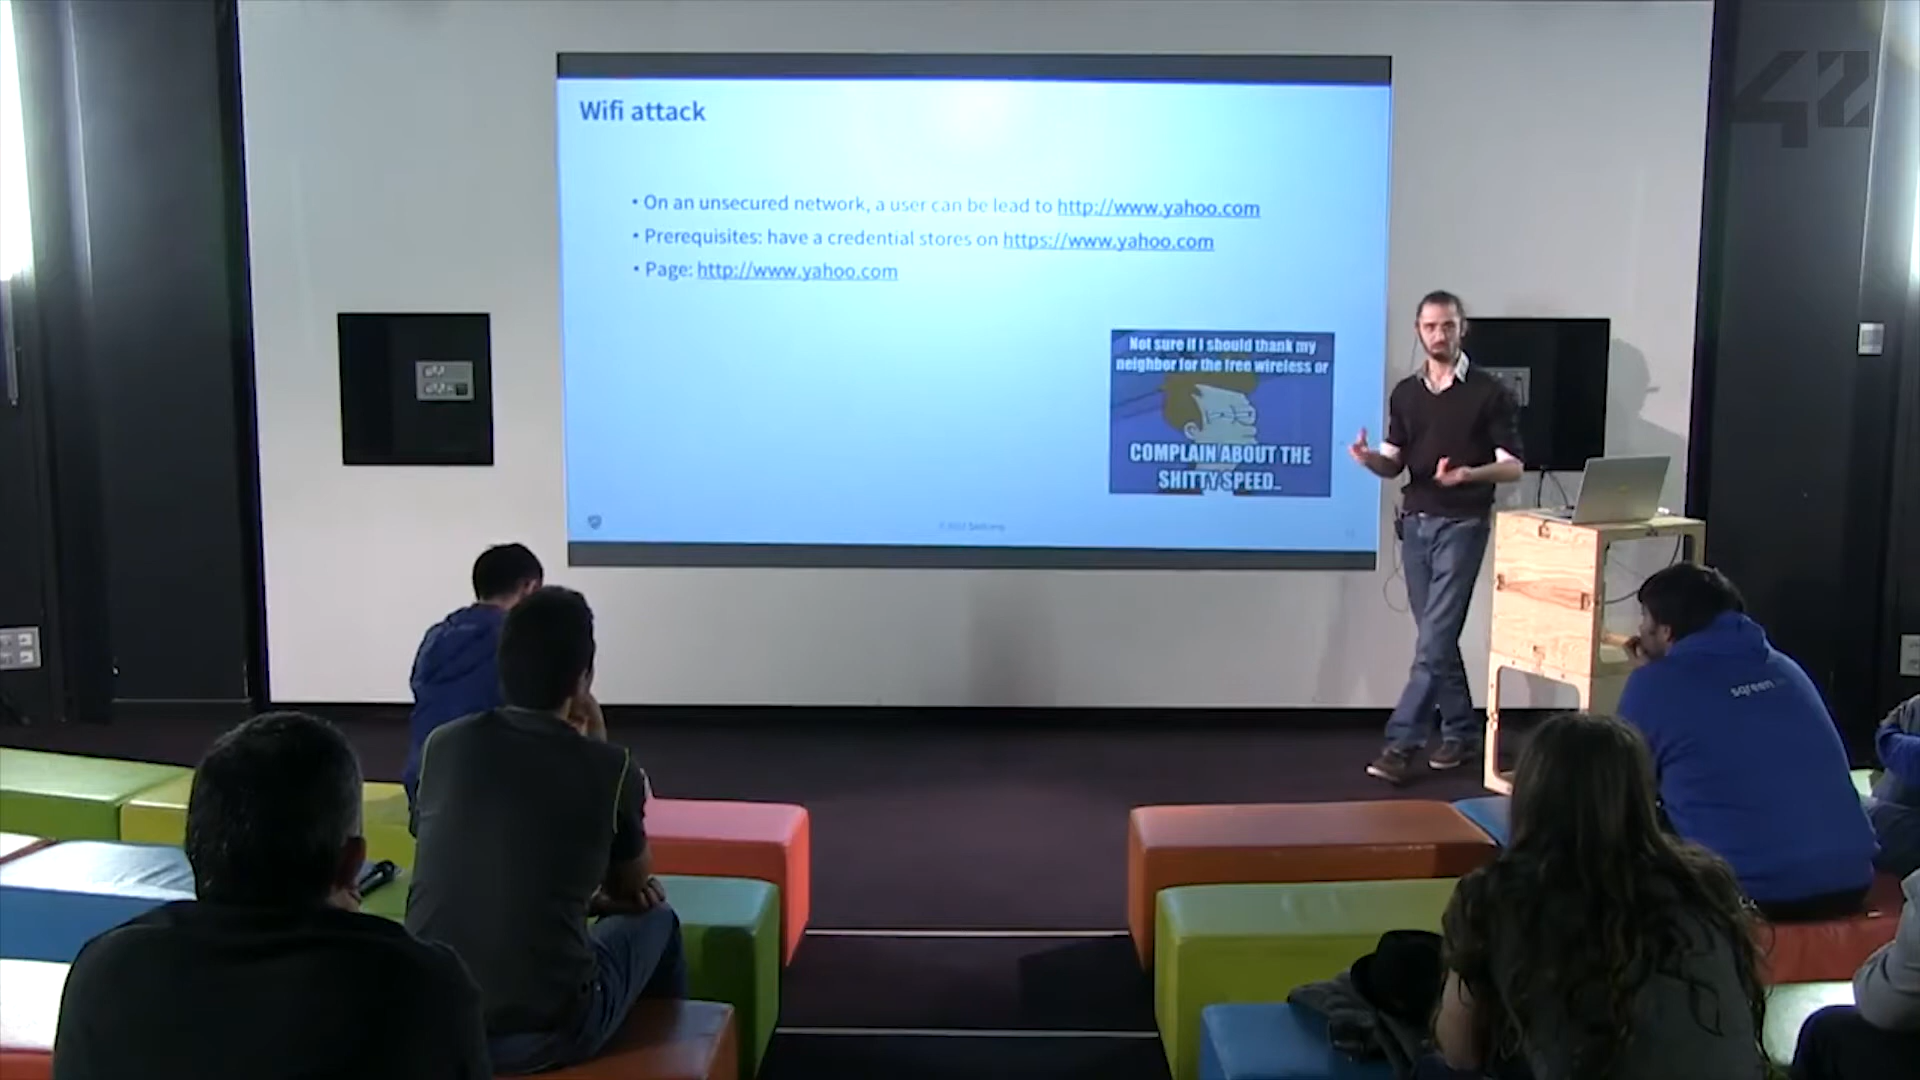 42
Wifi attack
• On an unsecured network, a user can be lead to http://www.yahoo.com
• Prerequisites: have a credential stores on https://www.yahoo.com
• Page: http://www.yahoo.com
Not sure if I should thank my
neighbor for the free wireless or
COMPLAIN ABOUT THE
SHITTY SPEED..
sqreen